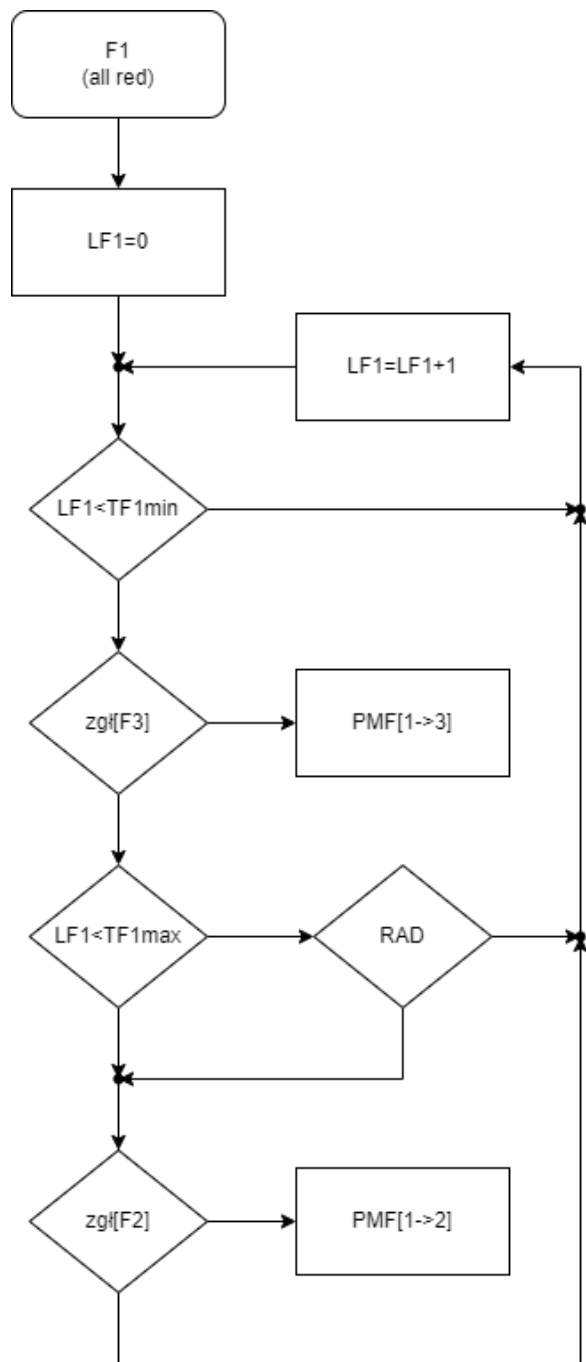 F1
(all red)
LF1=0
LF1=LF1+1
LF1<TF1min
zgł[F3]
PMF[1->3]
LF1<TF1max
RAD
zgł[F2]
PMF[1->2]